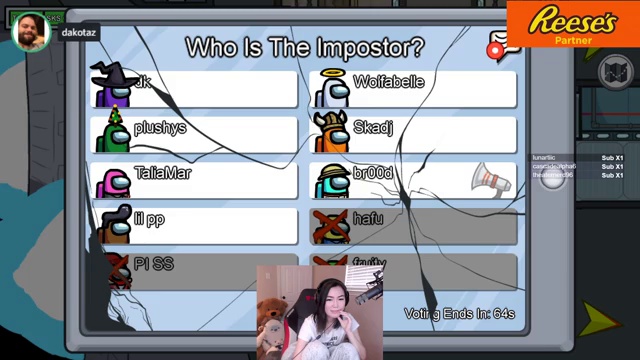 dakotaz
Reese's
Partner
Who Is The Impostor?
dk
Wolfabelle
plushys
Skadj
TaliaMar
br00d
lil pp
hafu
PI SS
fruity
Voting Ends In: 64s
Sub X1
Sub X1
Sub X1